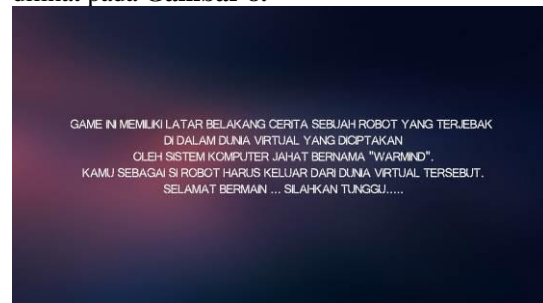 GAME INI MEMILIKI LATAR BELAKANG CERITA SEBUAH ROBOT YANG TERJEBAK
DI DALAM DUNIA VIRTUAL YANG DICIPTAKAN
OLEH SISTEM KOMPUTER JAHAT BERNAMA "WARMIND".
KAMU SEBAGAI SI ROBOT HARUS KELUAR DARI DUNIA VIRTUAL TERSEBUT.
SELAMAT BERMAIN ... SILAHKAN TUNGGU.....